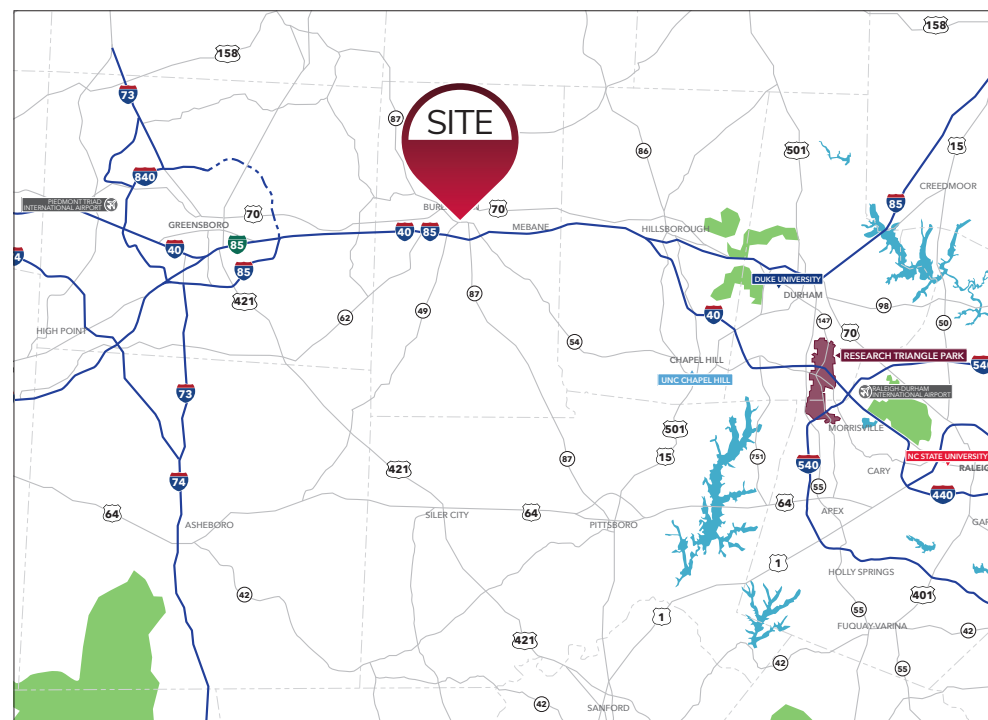 158
158
73
87
SITE
86
501
15
840
CREEDMOOR
PIEDMONT TRIAD
INTERNATIONAL AIRPORT
85
70
70
GREENSBORO
MEBANE
HILLSBOROUGH
40
85
40
85
85
421
DUKE UNIVERSITY
DURHAM
87
98
49
62
40
147
70
50
HIGH POINT
54
CHAPEL HILL
RESEARCH TRIANGLE PARK
UNC CHAPEL HILL
73
RALEIGH-DURHAM
INTERNATIONAL AIRPORT
MORRISVILLE
501
15
87
751
421
540
NC STATE UNIVERSITY
CARY
74
55
440
64
ASHEBORO
SILER CITY
64
PITTSBORO
64
APEX
1
HOLLY SPRINGS
42
401
1
55
FUQUAY-VARINA
421
42
42
55
42
SANFORD